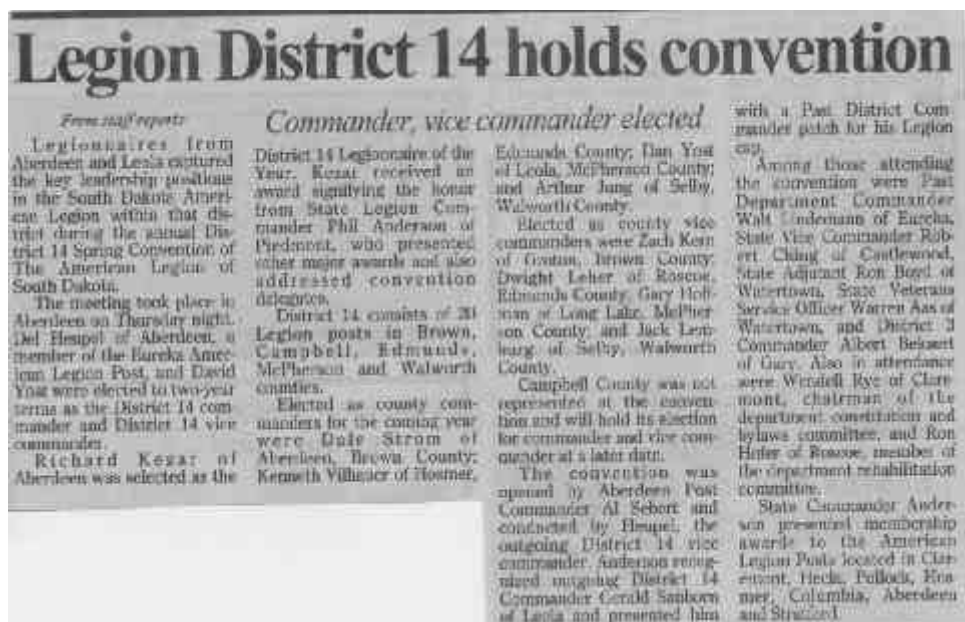 Legion District 14 holds convention
From staff reports
Legionnaires from
Aberdeen and Leola captured
the key leadership positions
in the South Dakota Ameri-
can Legion within that dis-
trict during the annual Dis-
trict 14 Spring Convention of
The American Legion of
South Dakota.
The meeting took place in
Aberdeen on Thursday night.
Del Heupel of Aberdeen, a
member of the Eureka Amer-
ican Legion Post, and David
Yost were elected to two-year
terms as the District 14 com-
mander and District 14 vice
commander.
Richard Kezar of
Aberdeen was selected as the
Commander, vice commander elected
District 14 Legionnaire of the
Year. Kezar received an
award signifying the honor
from State Legion Com-
mander Phil Anderson of
Piedmont, who presented
other major awards and also
addressed convention
delegates.
District 14 consists of 20
Legion posts in Brown,
Campbell, Edmunds,
McPherson and Walworth
counties.
Elected as county com-
manders for the coming year
were Dale Strom of
Aberdeen, Brown County;
Kenneth of Hosmer,
Edmunds County; Dan Yost
of Leola, McPherson County;
and Arthur Jung of Selby,
Walworth County.
Elected as county vice
commanders were Zach Kern
of Groton, Brown County;
Dwight Leher of Roscoe,
Edmunds County; Gary Hoff-
man of Long Lake, McPher-
son County; and Jack Lem-
burg of Selby, Walworth
County.
Campbell County was not
represented at the conven-
tion and will hold its election
for commander and vice com-
mander at a later date.
The convention was
opened by Aberdeen Post
Commander Al Sebert and
conducted by Heupel, the
outgoing District 14 vice
commander. Anderson recog-
nized outgoing District 14
Commander Gerald Sanborn
of Leola and presented him
with a Past District Com-
mander patch for his Legion
cap.
Among those attending
the convention were Past
Department Commander
Walt Lindemann of Eureka,
State Vice Commander Rob-
ert Ching of Castlewood,
State Adjutant Ron Boyd of
Watertown, State Veterans
Service Officer Warren Aas of
Watertown, and District 3
Commander Albert
of Gary. Also in attendance
were Wendell Rye of Clare-
mont, chairman of the
department constitution and
bylaws committee, and Ron
Hofer of Roscoe, member of
the department rehabilitation
committee.
State Commander Ander-
son presented membership
awards to the American
Legion Posts located in Clar-
emont, Hecla, Pollock, Hos-
mer, Columbia, Aberdeen
and Stratford.